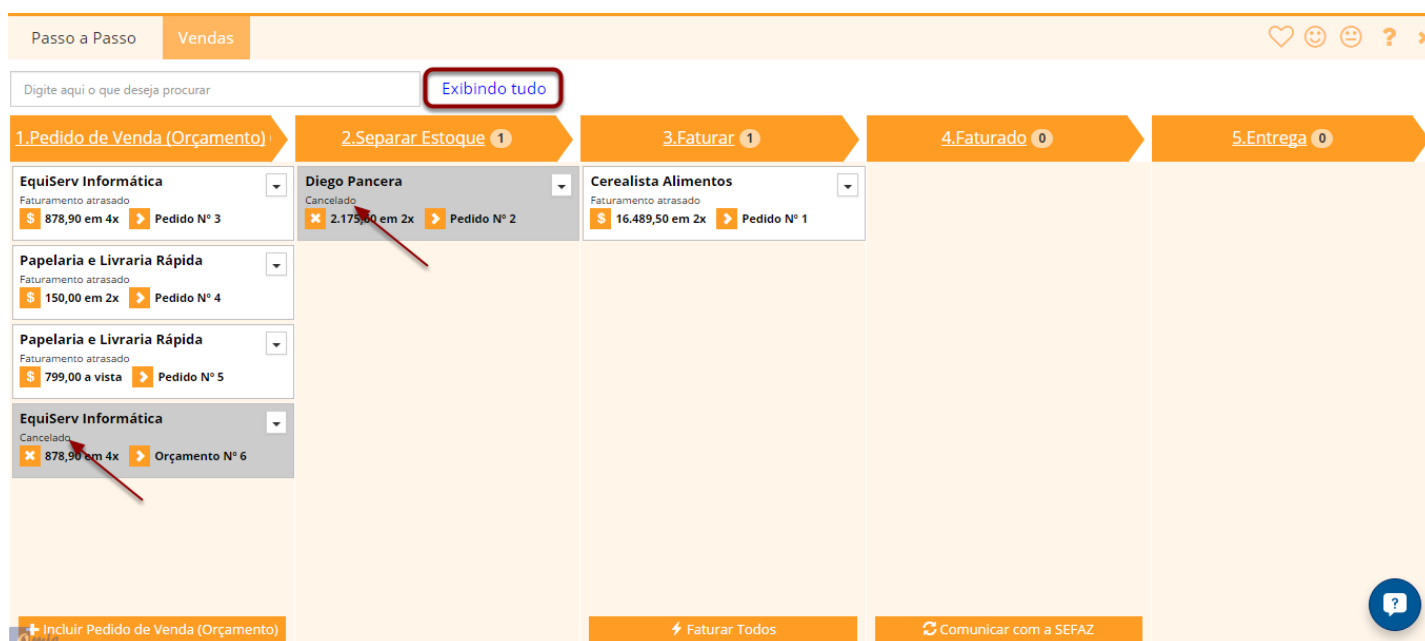 Passo a Passo
Vendas
Digite aqui o que deseja procurar
Exibindo tudo
1.Pedido de Venda (Orçamento)
2.Separar Estoque 1
3.Faturar 1
4.Faturado 0
5.Entrega 0
EquiServ Informática
Faturamento atrasado
$ 878,90 em 4x Pedido Nº 3
Papelaria e Livraria Rápida
Faturamento atrasado
$ 150,00 em 2x Pedido Nº 4
Papelaria e Livraria Rápida
Faturamento atrasado
$ 799,00 a vista Pedido Nº 5
EquiServ Informática
Cancelado
878,90 em 4x Orçamento Nº 6
Diego Pancera
Cancelado
em 2x Pedido Nº 2
Cerealista Alimentos
Faturamento atrasado
$ 16.489,50 em 2x Pedido Nº 1
Incluir Pedido de Venda (Orçamento)
Faturar Todos
Comunicar com a SEFAZ